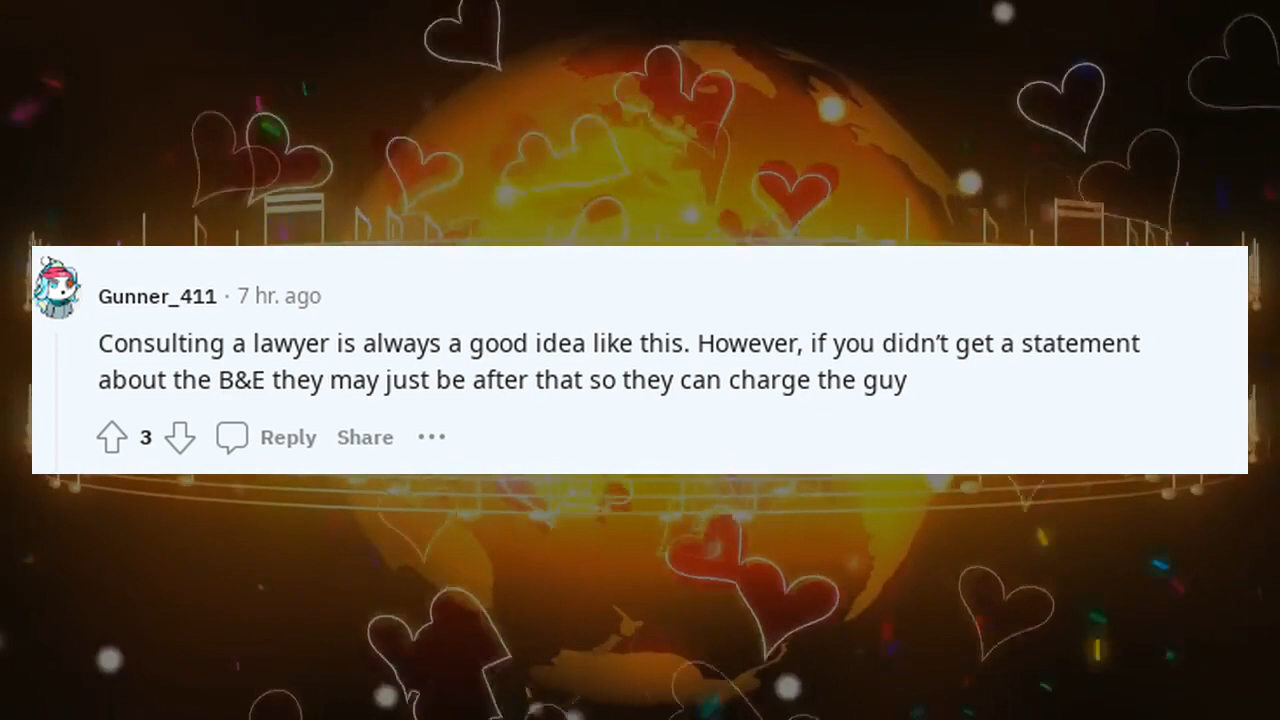 Gunner_411 · 7 hr. ago
Consulting a lawyer is always a good idea like this. However, if you didn’t get a statement
about the B&E they may just be after that so they can charge the guy
3 Reply Share ···